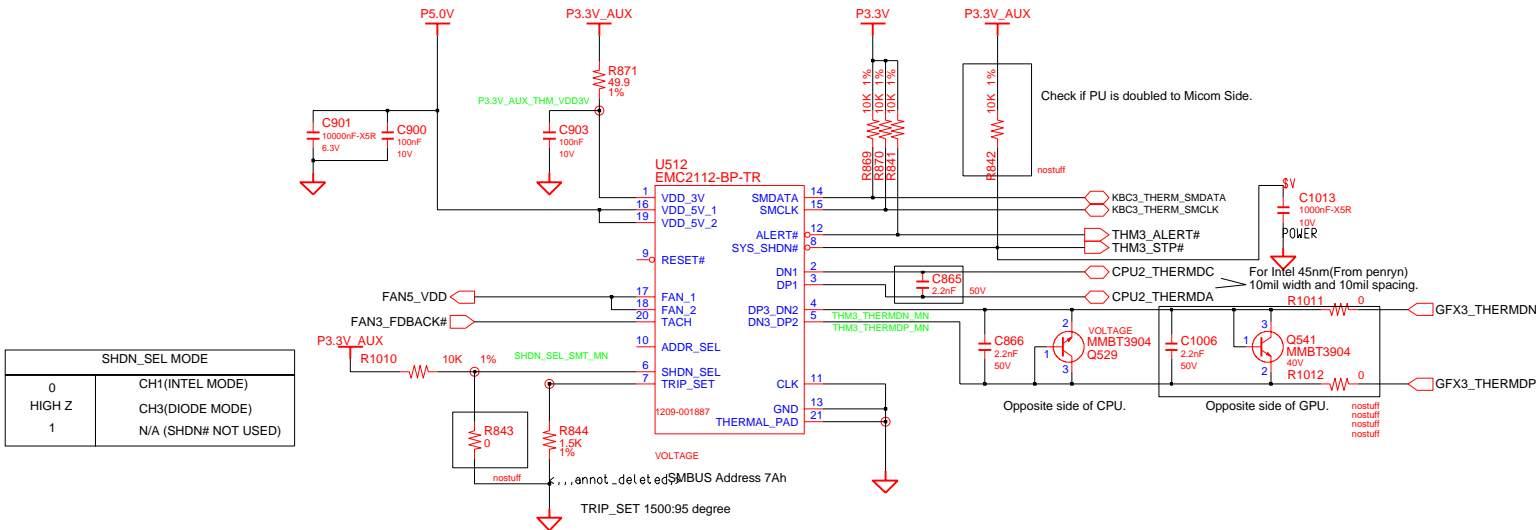 P5.0V
P3.3V_AUX
P3.3V
P3.3V_AUX
R871
49.9
1%
P3.3V_AUX_THM_VDD3V
C901
10000nF-X5R
6.3V
C900
100nF
10V
C903
100nF
10V
10K 1%
10K 1%
10K 1%
R869
R870
R841
10K 1%
R842
nostuff
Check if PU is doubled to Micom Side.
U512
EMC2112-BP-TR
1 VDD_3V
16 VDD_5V_1
19 VDD_5V_2
9 RESET#
17 FAN_1
18 FAN_2
20 TACH
10 ADDR_SEL
6 SHDN_SEL
7 TRIP_SET
SMDATA 14
SMCLK 15
ALERT# 12
SYS_SHDN# 8
DN1 2
DP1 3
DP3_DN2 4
DN3_DP2 5
CLK 11
GND 13
THERMAL_PAD 21
1209-001887
VOLTAGE
KBC3_THERM_SMDATA
KBC3_THERM_SMCLK
THM3_ALERT#
THM3_STP#
CPU2_THERMDC
CPU2_THERMDA
C1013
1000nF-X5R
10V
POWER
For Intel 45nm(From penryn)
10mil width and 10mil spacing.
C865
2.2nF 50V
THM3_THERMDN_MN
THM3_THERMDP_MN
C866
2.2nF
50V
2
1
3
VOLTAGE
MMBT3904
Q529
C1006
2.2nF
50V
3
1
2
Q541
MMBT3904
40V
R1011 0
R1012 0
GFX3_THERMDN
GFX3_THERMDP
Opposite side of CPU.
Opposite side of GPU.
nostuff
nostuff
nostuff
nostuff
FAN5_VDD
FAN3_FDBACK#
P3.3V_AUX
R1010 10K 1%
SHDN_SEL_SMT_MN
R843
0
nostuff
R844
1.5K
1%
SMBUS Address 7Ah
TRIP_SET 1500:95 degree
SHDN_SEL MODE
0 CH1(INTEL MODE)
HIGH Z CH3(DIODE MODE)
1 N/A (SHDN# NOT USED)